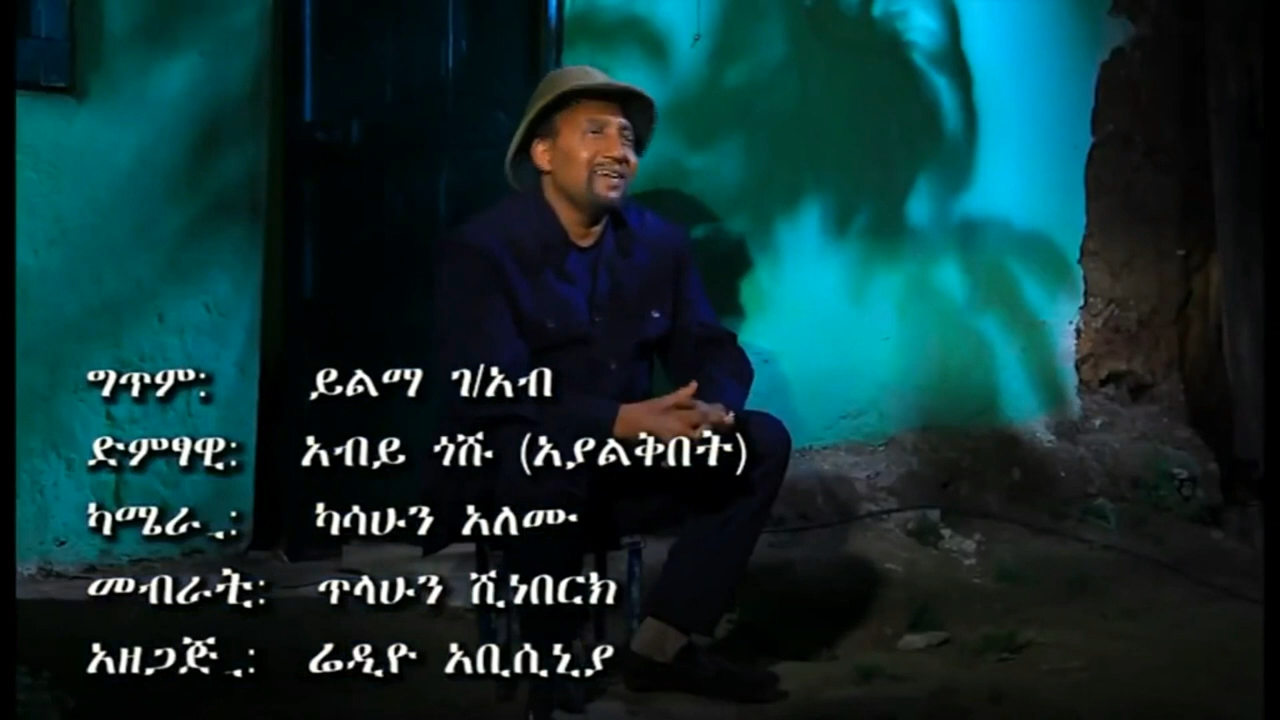 ግጥም: ይልማ ገ/አብ
ድምፃዊ: አብይ ጎሹ (አያልቅበት)
ካሜራ: ካሳሁን አለሙ
መብራት: ጥላሁን ሺነበርክ
አዘጋጅ: ሬዲዮ አቢሲኒያ